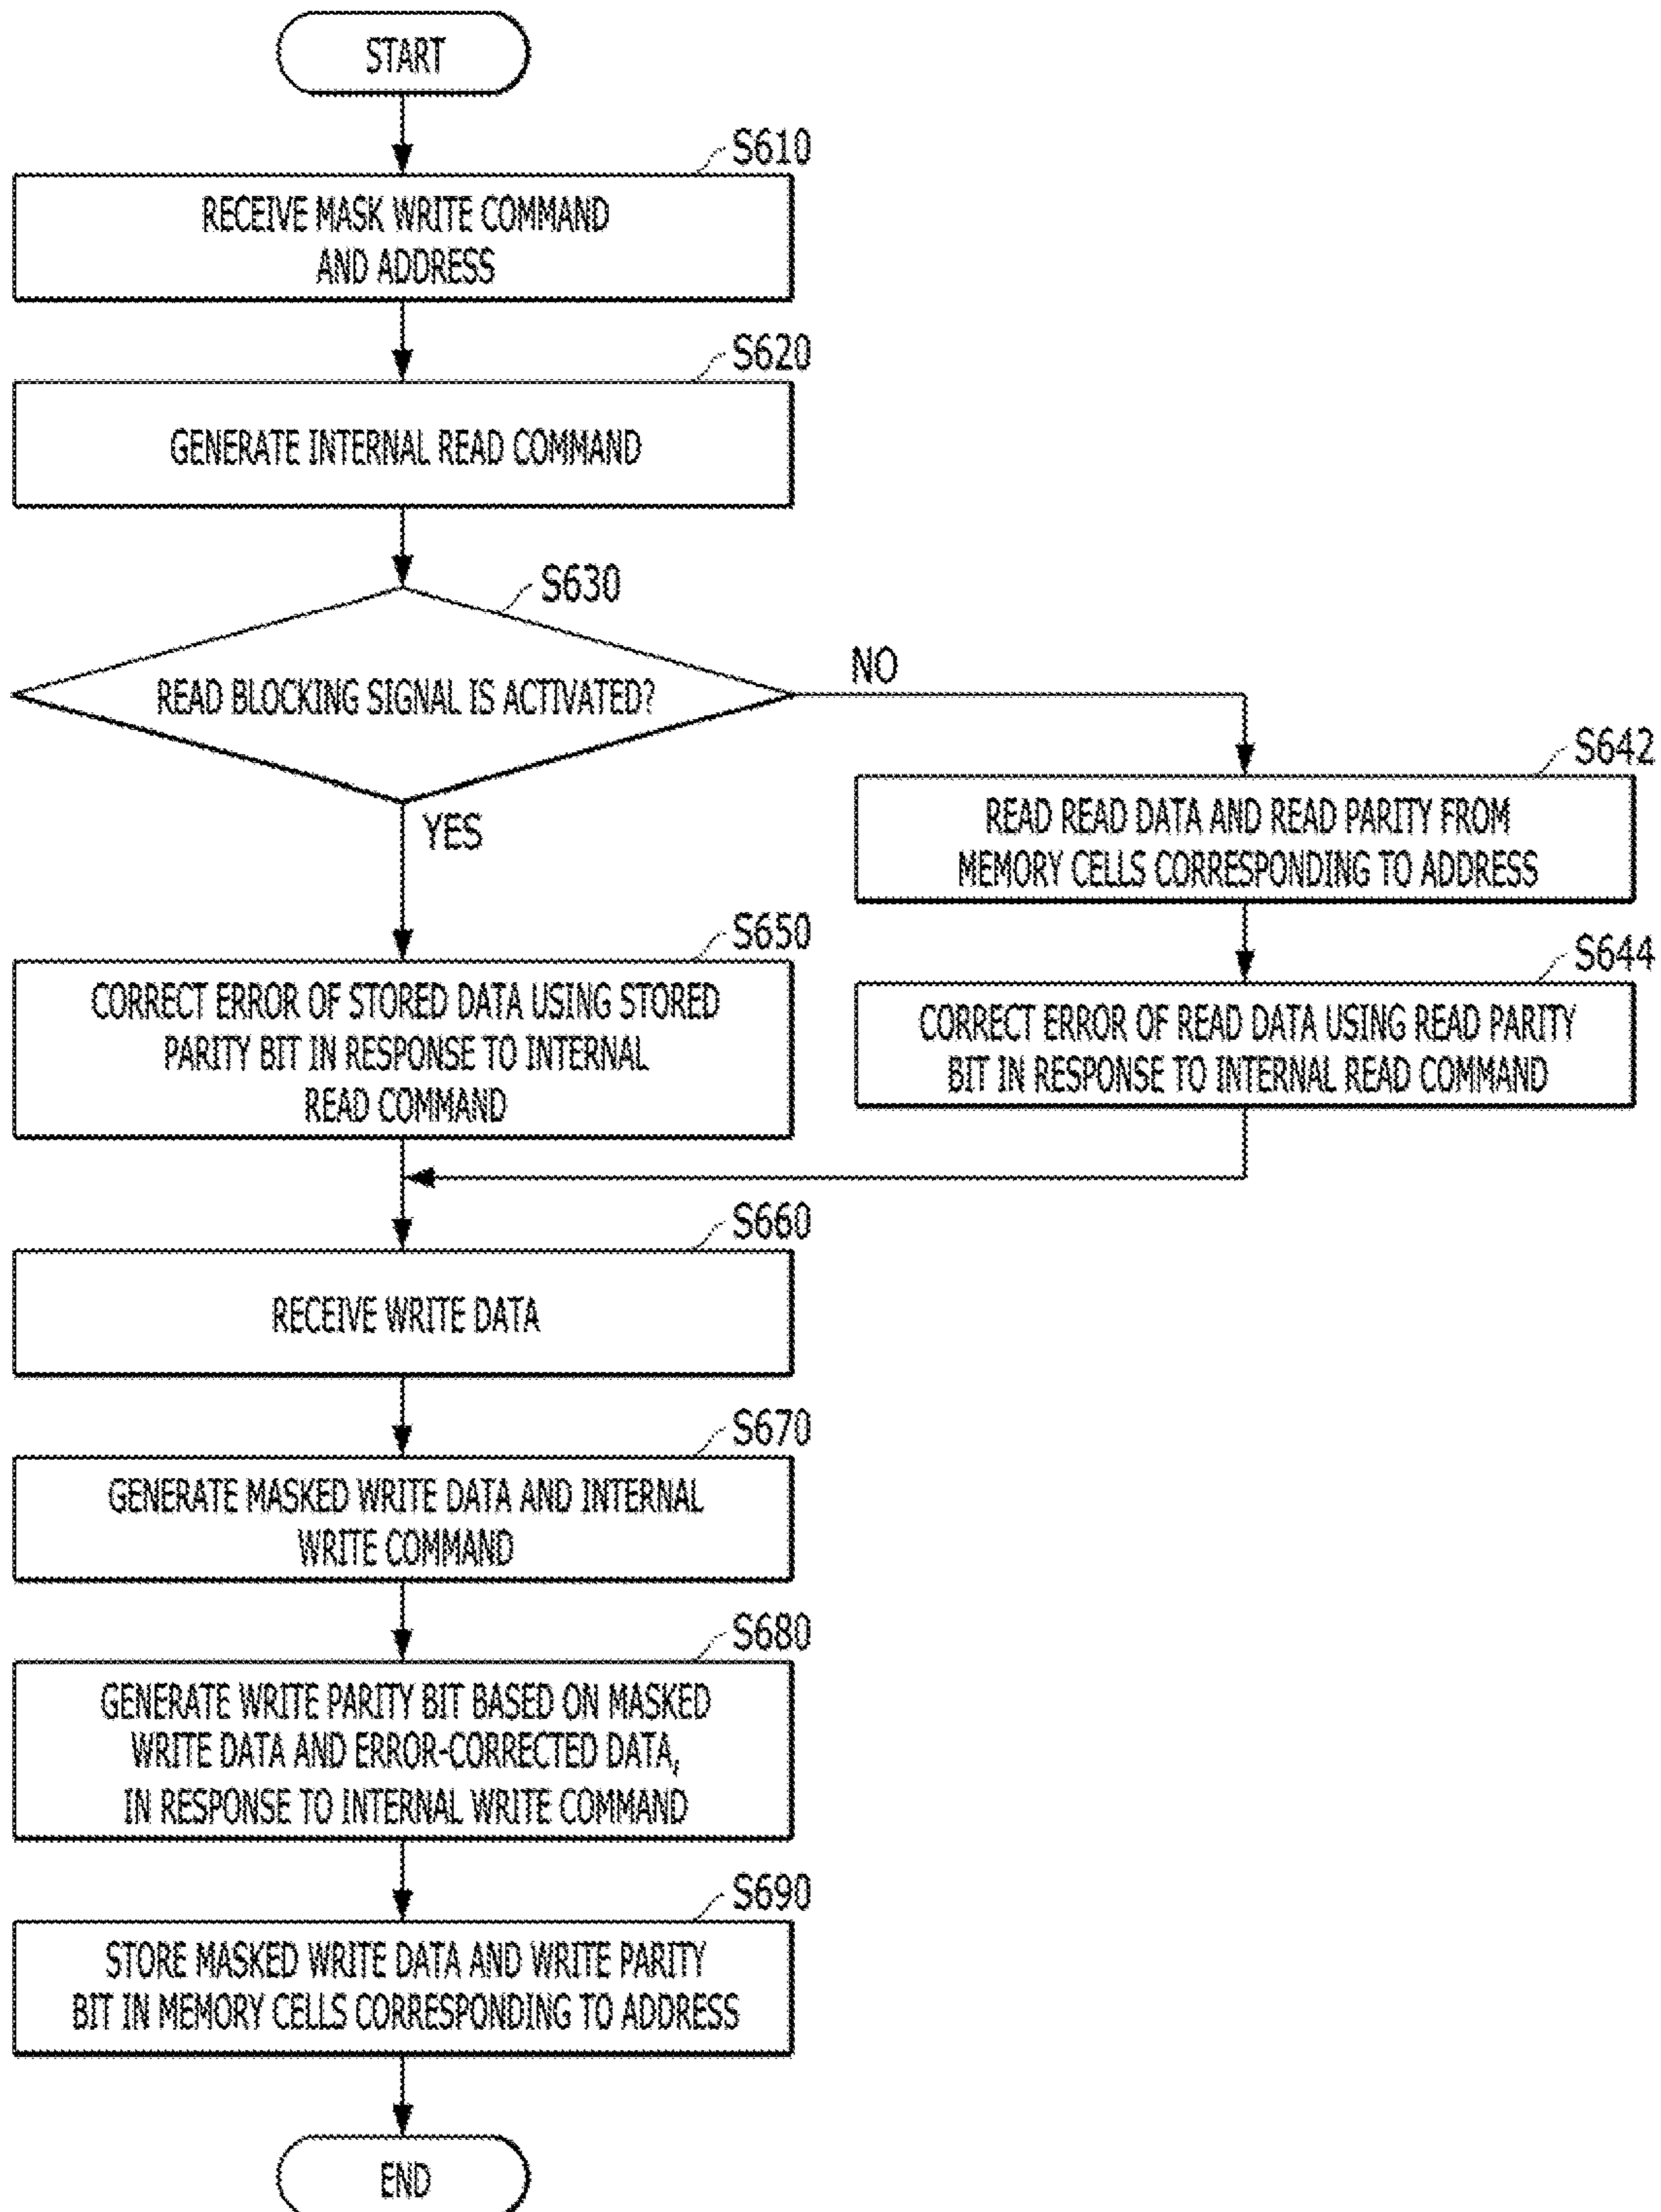 START
S610
RECEIVE MASK WRITE COMMAND
AND ADDRESS
S620
GENERATE INTERNAL READ COMMAND
S630
READ BLOCKING SIGNAL IS ACTIVATED?
NO
YES
S642
READ READ DATA AND READ PARITY FROM
MEMORY CELLS CORRESPONDING TO ADDRESS
S650
CORRECT ERROR OF STORED DATA USING STORED
PARITY BIT IN RESPONSE TO INTERNAL
READ COMMAND
S644
CORRECT ERROR OF READ DATA USING READ PARITY
BIT IN RESPONSE TO INTERNAL READ COMMAND
S660
RECEIVE WRITE DATA
S670
GENERATE MASKED WRITE DATA AND INTERNAL
WRITE COMMAND
S680
GENERATE WRITE PARITY BIT BASED ON MASKED
WRITE DATA AND ERROR-CORRECTED DATA,
IN RESPONSE TO INTERNAL WRITE COMMAND
S690
STORE MASKED WRITE DATA AND WRITE PARITY
BIT IN MEMORY CELLS CORRESPONDING TO ADDRESS
END